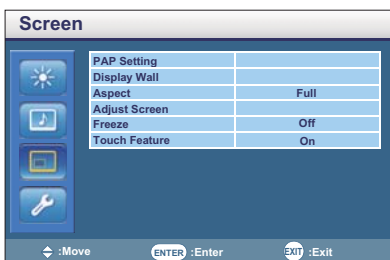 Screen
PAP Setting
Display Wall
Aspect Full
Adjust Screen
Freeze Off
Touch Feature On
:Move ENTER :Enter EXIT :Exit